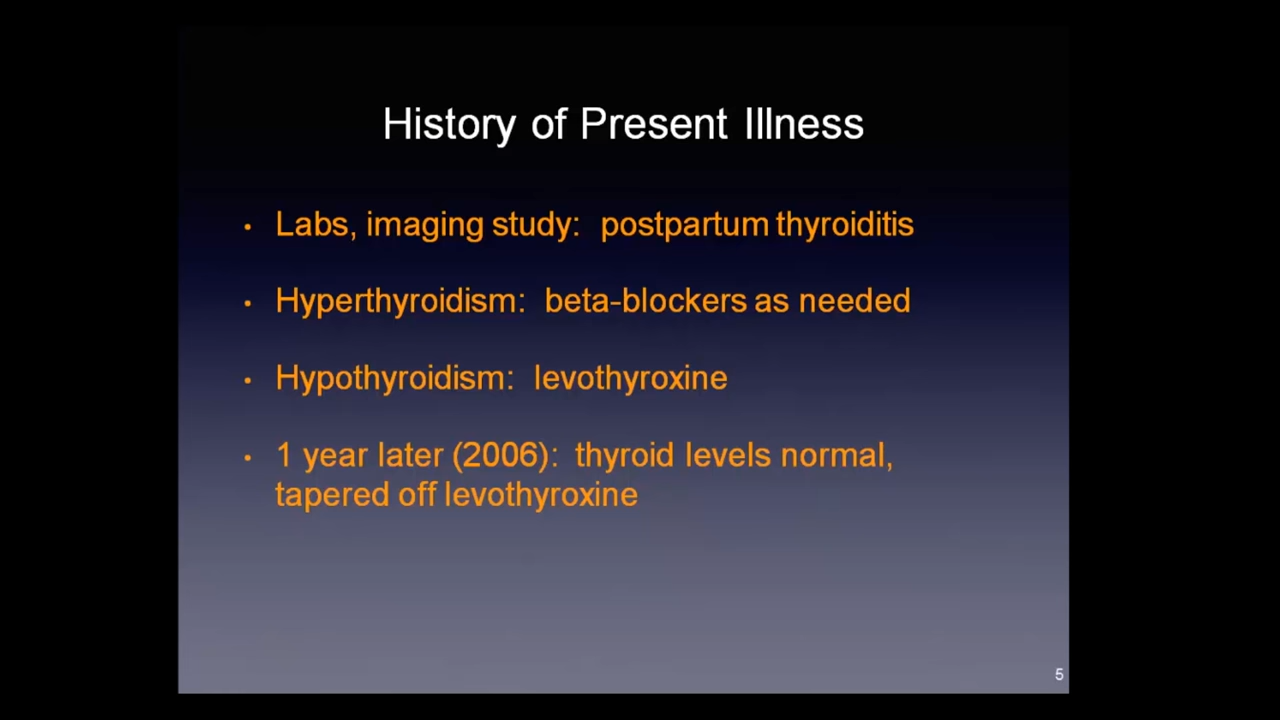 History of Present Illness
• Labs, imaging study: postpartum thyroiditis
• Hyperthyroidism: beta-blockers as needed
• Hypothyroidism: levothyroxine
• 1 year later (2006): thyroid levels normal,
tapered off levothyroxine
5